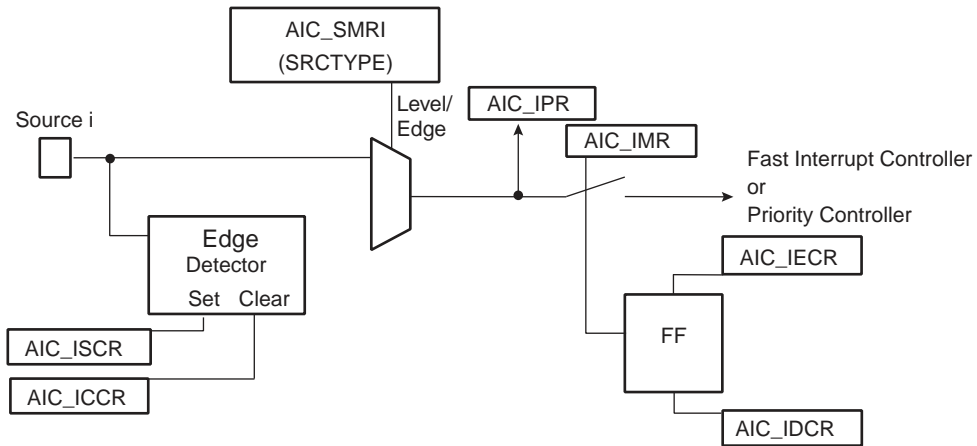 AIC_SMRI
(SRCTYPE)
Source i
Level/
Edge
AIC_IPR
AIC_IMR
Fast Interrupt Controller
or
Priority Controller
Edge
Detector
Set Clear
AIC_IECR
FF
AIC_ISCR
AIC_ICCR
AIC_IDCR